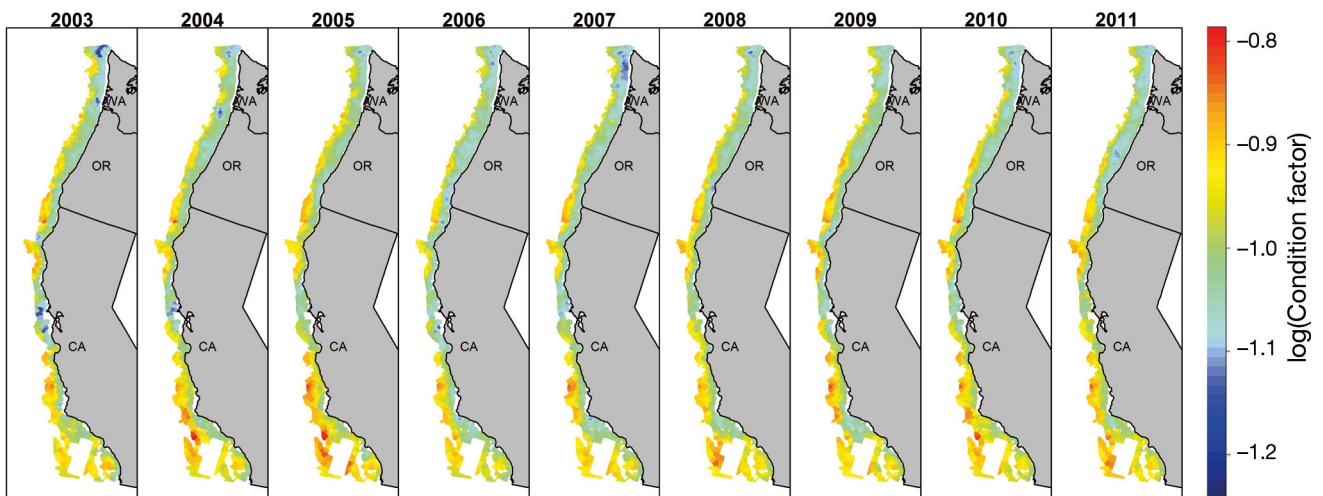 2003 2004 2005 2006 2007 2008 2009 2010 2011
WA WA WA WA WA WA WA WA WA
OR OR OR OR OR OR OR OR OR
CA CA CA CA CA CA CA CA CA
−0.8
−0.9
−1.0
−1.1
−1.2
log(Condition factor)